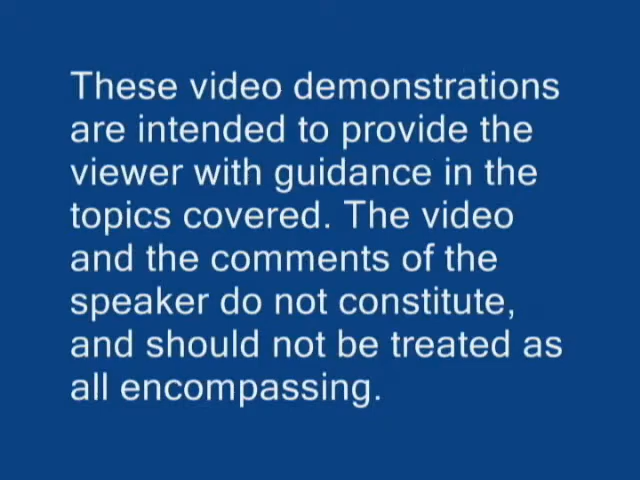 These video demonstrations
are intended to provide the
viewer with guidance in the
topics covered. The video
and the comments of the
speaker do not constitute,
and should not be treated as
all encompassing.